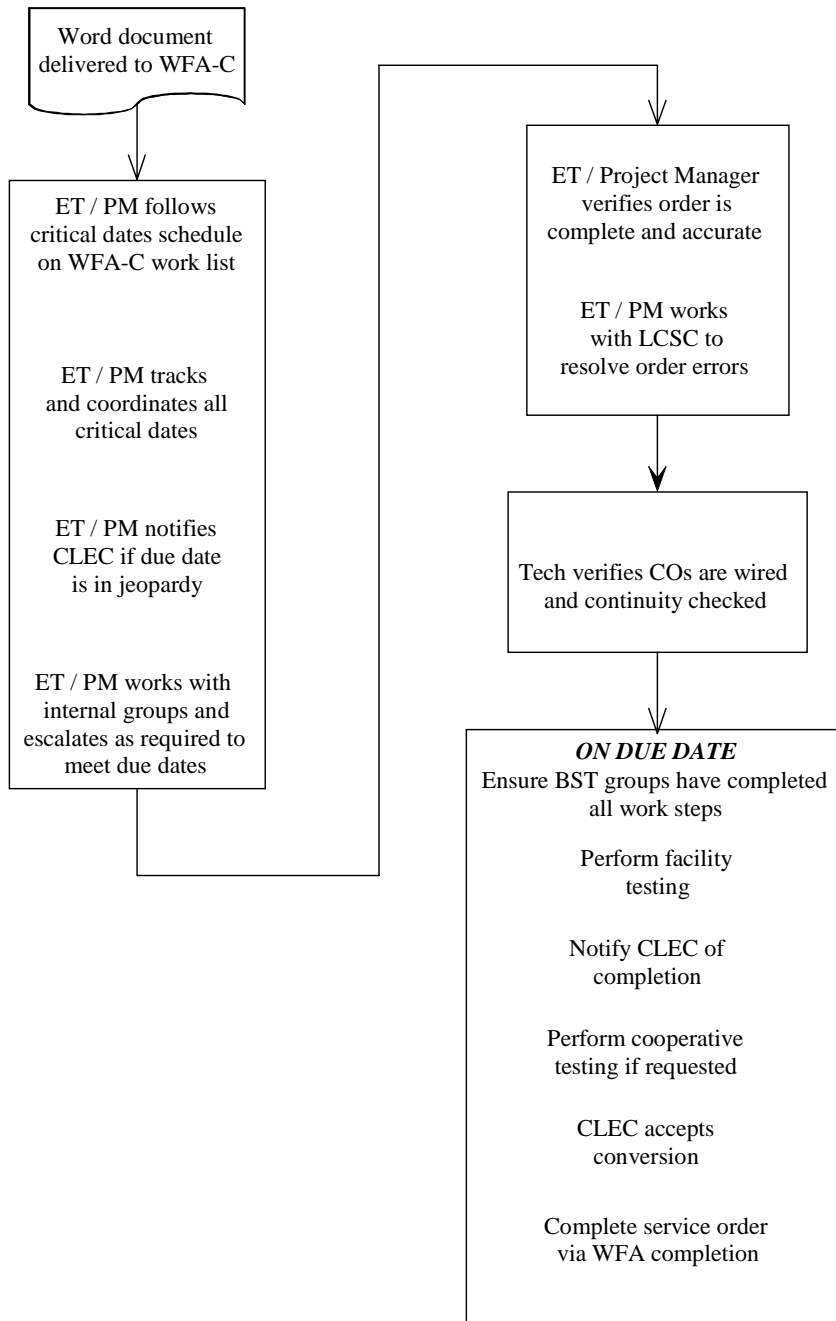 Word document
delivered to WFA-C
ET / PM follows
critical dates schedule
on WFA-C work list
ET / PM tracks
and coordinates all
critical dates
ET / PM notifies
CLEC if due date
is in jeopardy
ET / PM works with
internal groups and
escalates as required to
meet due dates
ET / Project Manager
verifies order is
complete and accurate
ET / PM works
with LCSC to
resolve order errors
Tech verifies COs are wired
and continuity checked
ON DUE DATE
Ensure BST groups have completed
all work steps
Perform facility
testing
Notify CLEC of
completion
Perform cooperative
testing if requested
CLEC accepts
conversion
Complete service order
via WFA completion